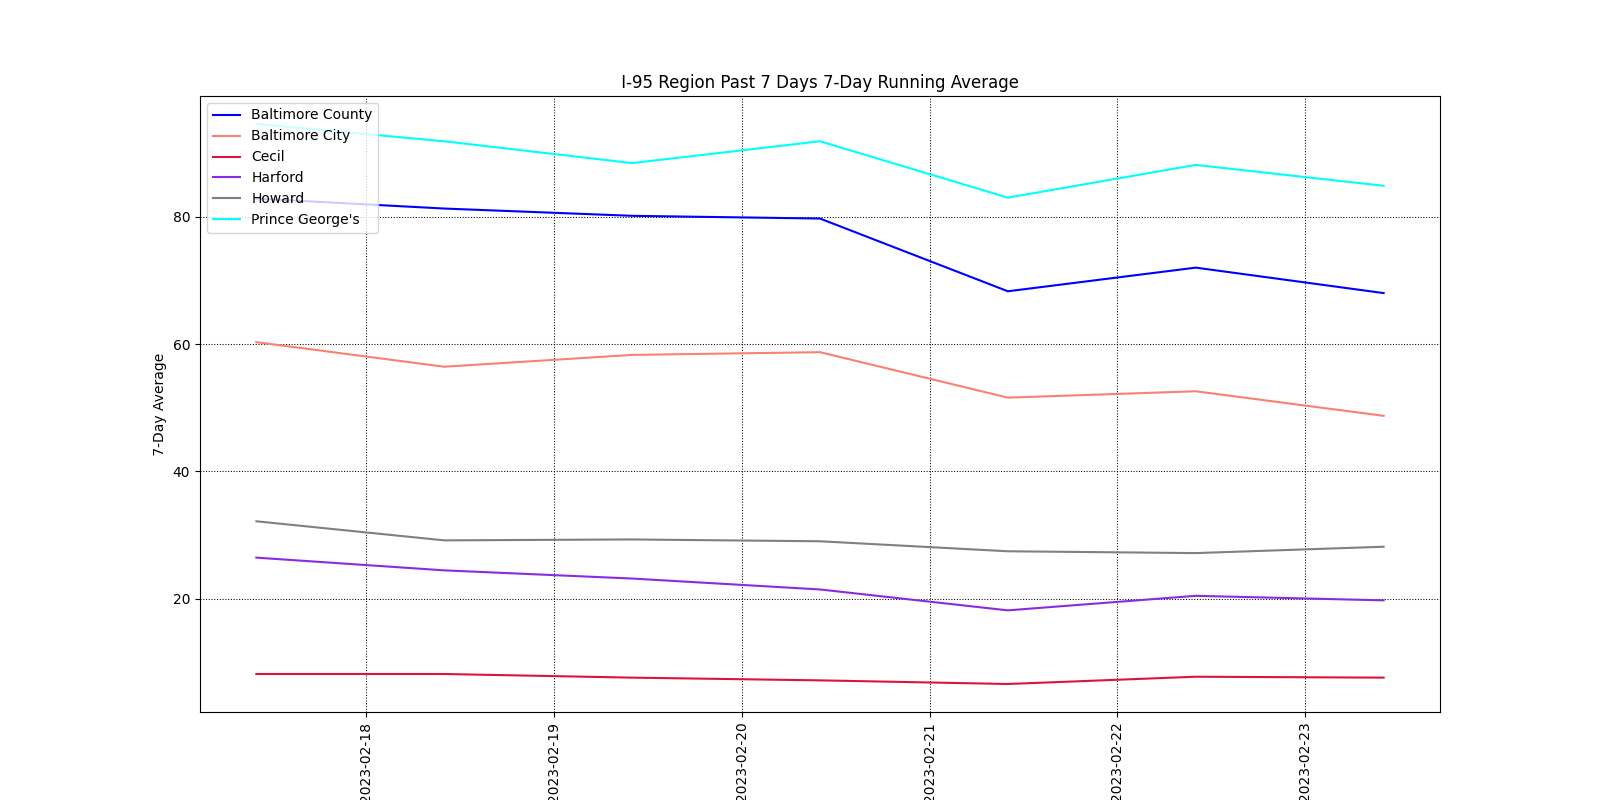 I-95 Region Past 7 Days 7-Day Running Average
Baltimore County
Baltimore City
Cecil
Harford
Howard
Prince George's
80
60
40
20
7-Day Average
2023-02-18
2023-02-19
2023-02-20
2023-02-21
2023-02-22
2023-02-23